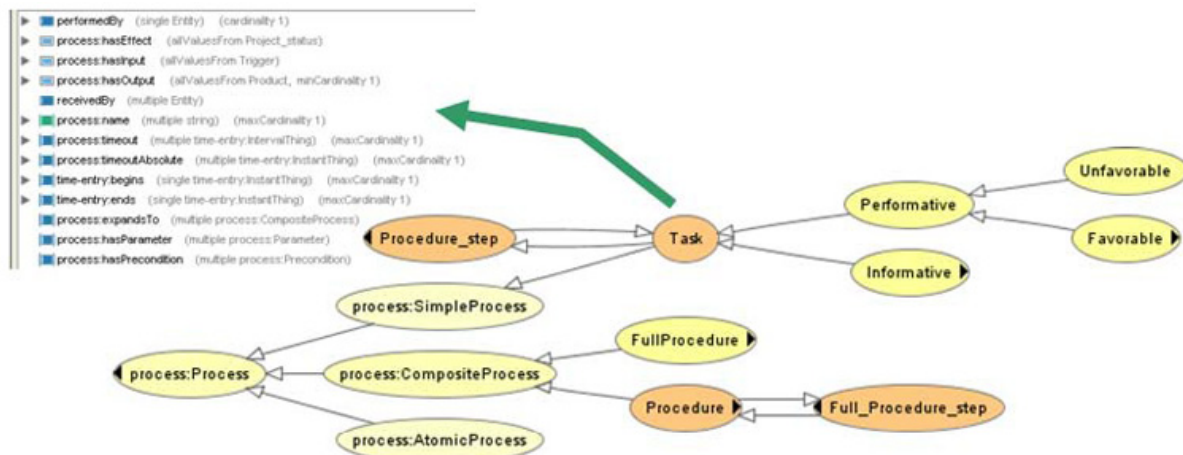 performedBy (single Entity) (cardinality 1)
process:hasEffect (allValuesFrom Project_status)
process:hasInput (allValuesFrom Trigger)
process:hasOutput (allValuesFrom Product, minCardinality 1)
receivedBy (multiple Entity)
process:name (multiple string) (maxCardinality 1)
process:timeout (multiple time-entry:IntervalThing) (maxCardinality 1)
process:timeoutAbsolute (multiple time-entry:InstantThing) (maxCardinality 1)
time-entry:begins (single time-entry:InstantThing) (maxCardinality 1)
time-entry:ends (single time-entry:InstantThing) (maxCardinality 1)
process:expandsTo (multiple process:CompositeProcess)
process:hasParameter (multiple process:Parameter)
process:hasPrecondition (multiple process:Precondition)
Unfavorable
Performative
Procedure_step
Task
Favorable
Informative
process:SimpleProcess
FullProcedure
process:Process
process:CompositeProcess
Procedure
Full_Procedure_step
process:AtomicProcess